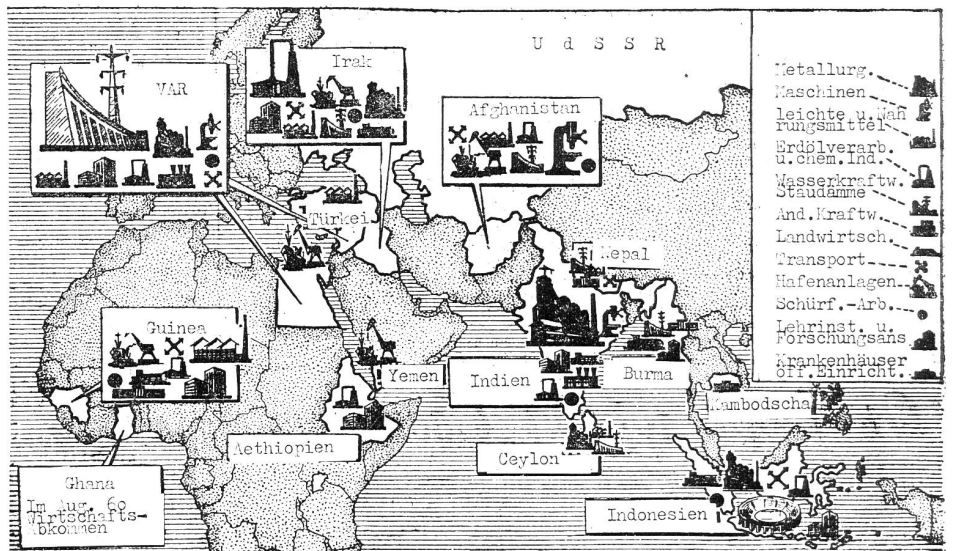 U d S S R
VAR
Irak
Afghanistan
Türkei
Nepal
Guinea
Yemen
Indien
Burma
Kambodscha
Aethiopien
Ceylon
Ghana
Im Aug. 60
Wirtschafts-
abkommen
Indonesien
Metallurg.
Maschinen
leichte u.Nah
rungsmittel
Erdölverarb.
u.chem.Ind.
Wasserkraftw.
Staudämme
And.Kraftw.
Landwirtsch.
Transport
Hafenanlagen
Schürf.-Arb.
Lehrinst. u.
Forschungsans
Krankenhäuser
öff.Einricht.